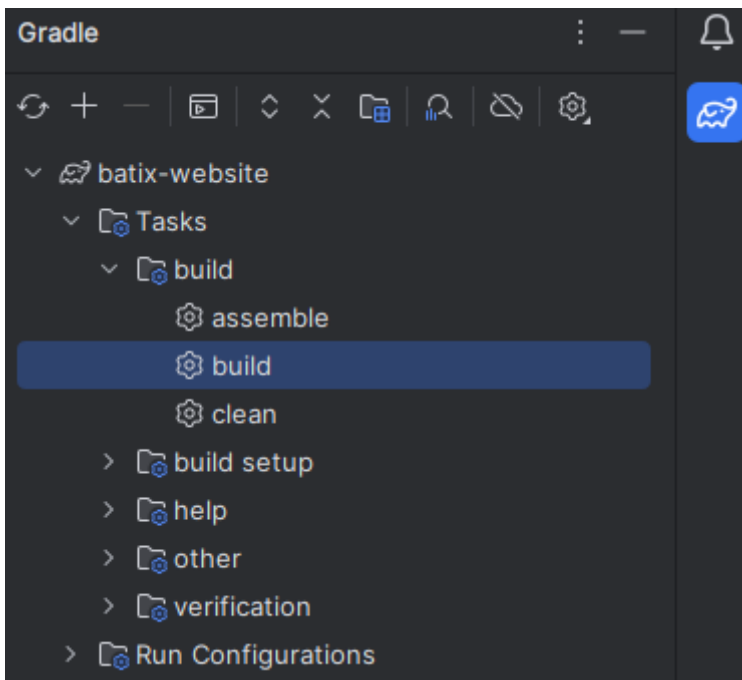 Gradle
batix-website
Tasks
build
assemble
build
clean
build setup
help
other
verification
Run Configurations